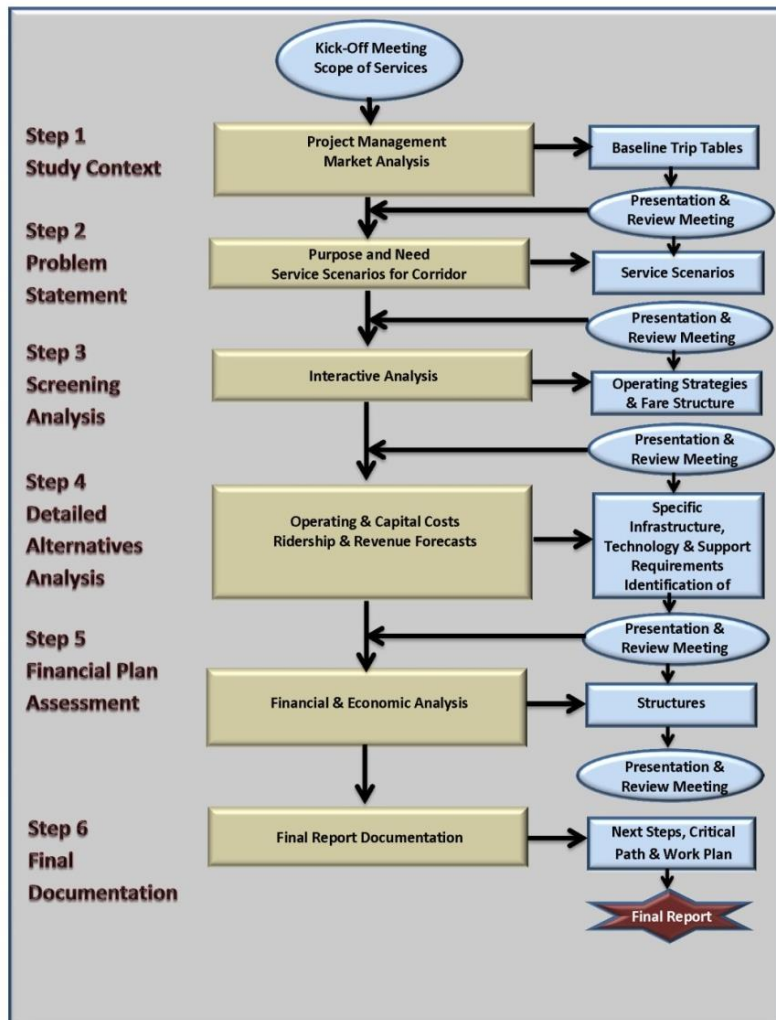 Kick-Off Meeting
Scope of Services
Step 1
Study Context
Project Management
Market Analysis
Baseline Trip Tables
Presentation &
Review Meeting
Step 2
Problem
Statement
Purpose and Need
Service Scenarios for Corridor
Service Scenarios
Presentation &
Review Meeting
Step 3
Screening
Analysis
Interactive Analysis
Operating Strategies
& Fare Structure
Presentation &
Review Meeting
Step 4
Detailed
Alternatives
Analysis
Operating & Capital Costs
Ridership & Revenue Forecasts
Specific
Infrastructure,
Technology & Support
Requirements
Identification of
Presentation &
Review Meeting
Step 5
Financial Plan
Assessment
Financial & Economic Analysis
Structures
Presentation &
Review Meeting
Step 6
Final
Documentation
Final Report Documentation
Next Steps, Critical
Path & Work Plan
Final Report